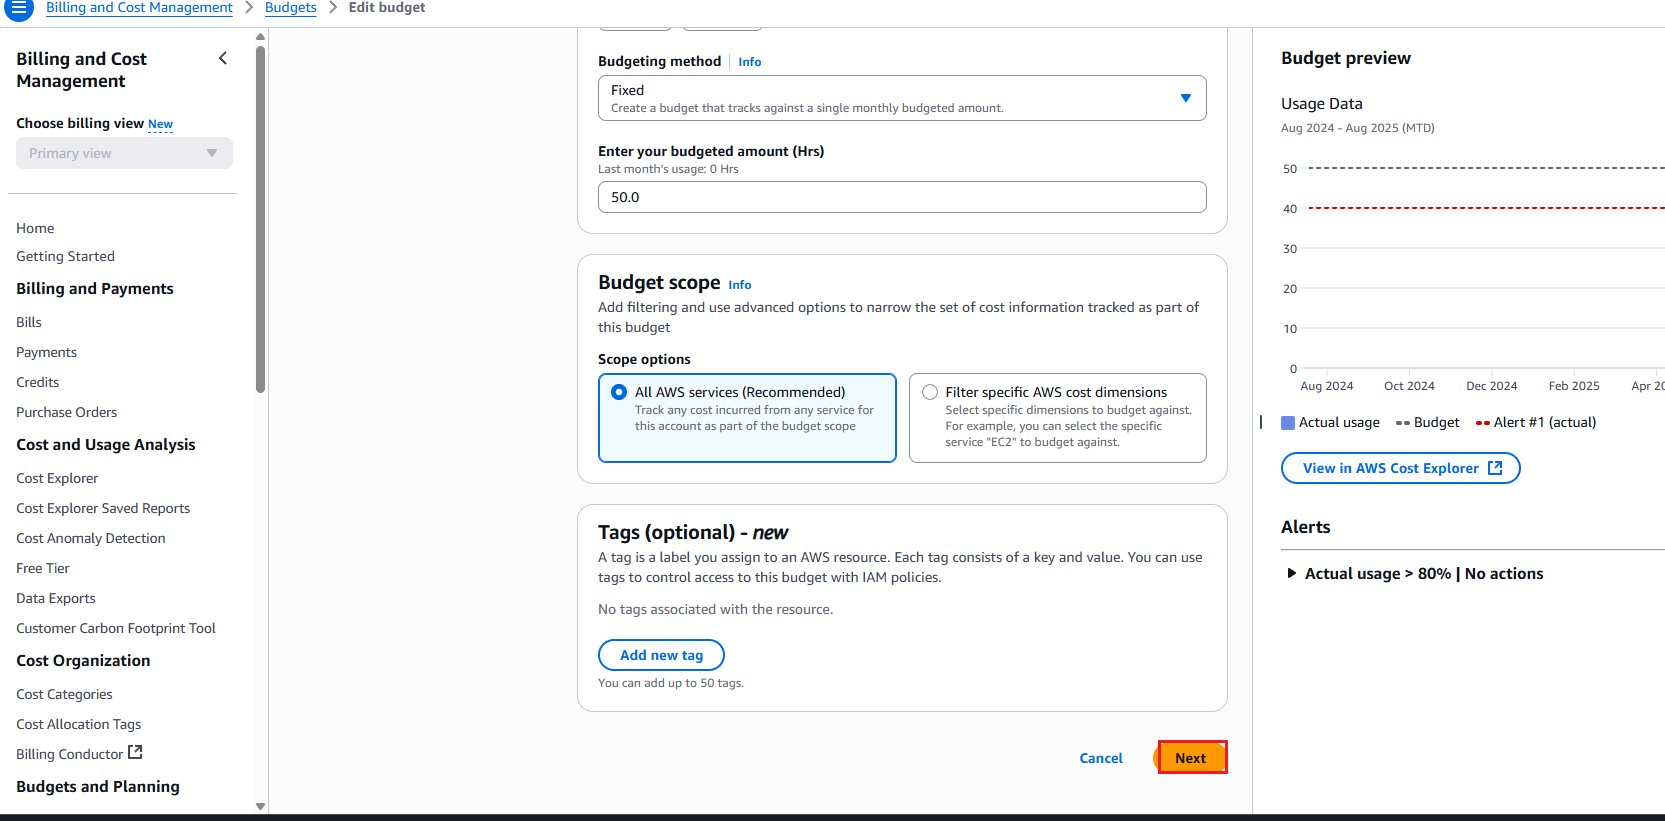 Billing and Cost Management > Budgets > Edit budget
Billing and Cost
Management
Choose billing view New
Primary view
Home
Getting Started
Billing and Payments
Bills
Payments
Credits
Purchase Orders
Cost and Usage Analysis
Cost Explorer
Cost Explorer Saved Reports
Cost Anomaly Detection
Free Tier
Data Exports
Customer Carbon Footprint Tool
Cost Organization
Cost Categories
Cost Allocation Tags
Billing Conductor
Budgets and Planning
Budgeting method Info
Fixed
Create a budget that tracks against a single monthly budgeted amount.
Enter your budgeted amount (Hrs)
Last month's usage: 0 Hrs
50.0
Budget scope Info
Add filtering and use advanced options to narrow the set of cost information tracked as part of
this budget
Scope options
All AWS services (Recommended)
Track any cost incurred from any service for
this account as part of the budget scope
Filter specific AWS cost dimensions
Select specific dimensions to budget against.
For example, you can select the specific
service "EC2" to budget against.
Tags (optional) - new
A tag is a label you assign to an AWS resource. Each tag consists of a key and value. You can use
tags to control access to this budget with IAM policies.
No tags associated with the resource.
Add new tag
You can add up to 50 tags.
Cancel
Next
Budget preview
Usage Data
Aug 2024 - Aug 2025 (MTD)
50
40
30
20
10
0
Aug 2024 Oct 2024 Dec 2024 Feb 2025 Apr 20
Actual usage Budget Alert #1 (actual)
View in AWS Cost Explorer
Alerts
Actual usage > 80% | No actions